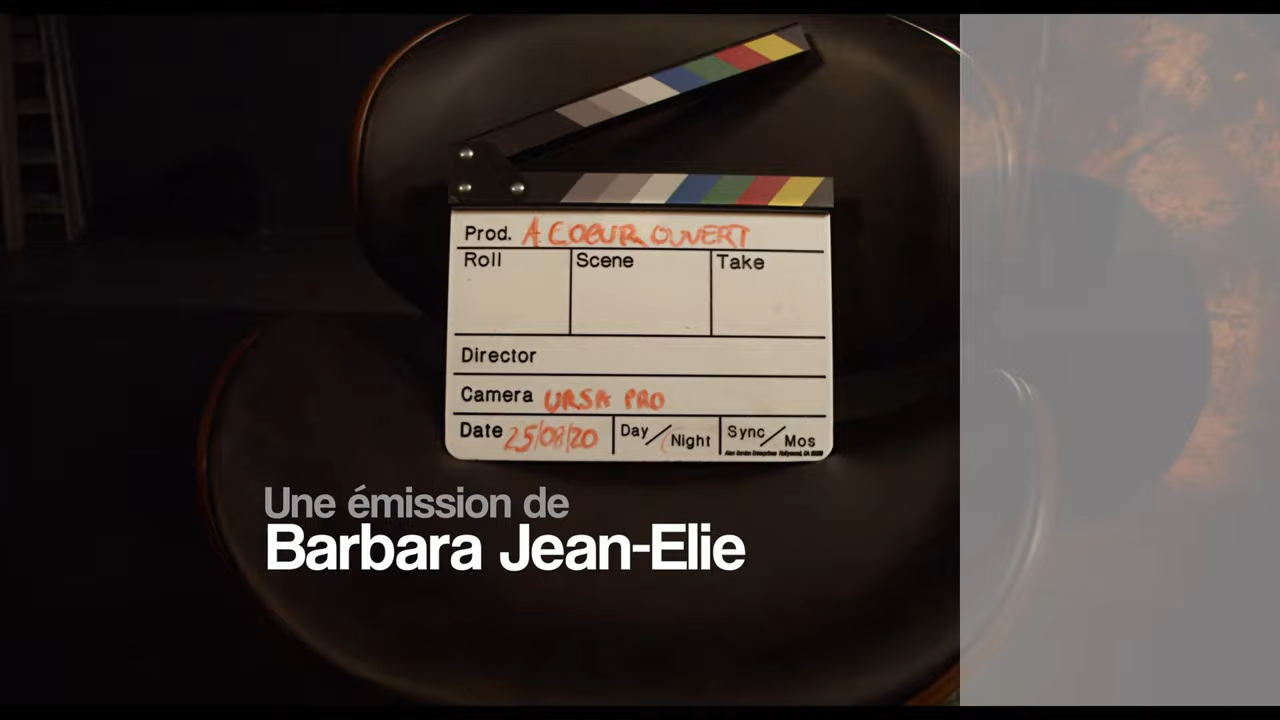 Prod. A COEUR OUVERT
Roll Scene Take
Director
Camera URSA PRO
Date 25/08/20 Day/Night Sync/Mos
Une émission de
Barbara Jean-Elie